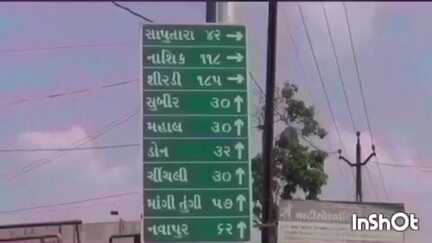 સાપુતારા ૪૨ →
નાશિક ૧૧૮ →
શીરડી ૧૮૫ →
સુબીર ૩૦ ↑
મહાલ ૩૦ ↑
ડોન ૩૨ ↑
ચીંચલી ૩૦ ↑
માંગી તુંગી ૫૭ ↑
નવાપુર ૬૨ ↑
InShOt